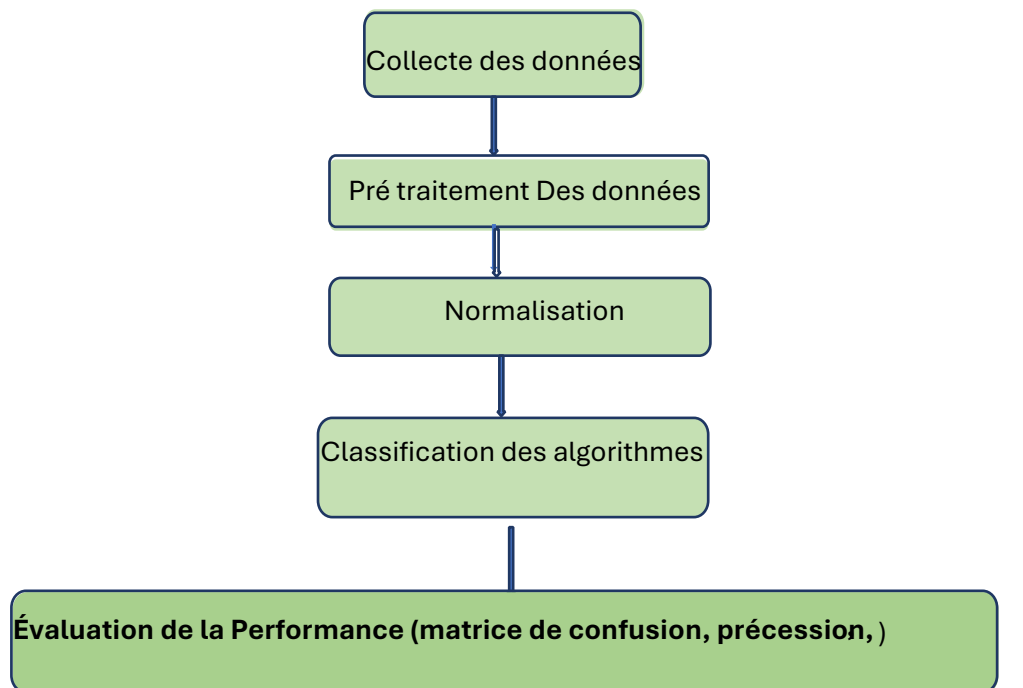 Collecte des données
Pré traitement Des données
Normalisation
Classification des algorithmes
Évaluation de la Performance (matrice de confusion, précession, )